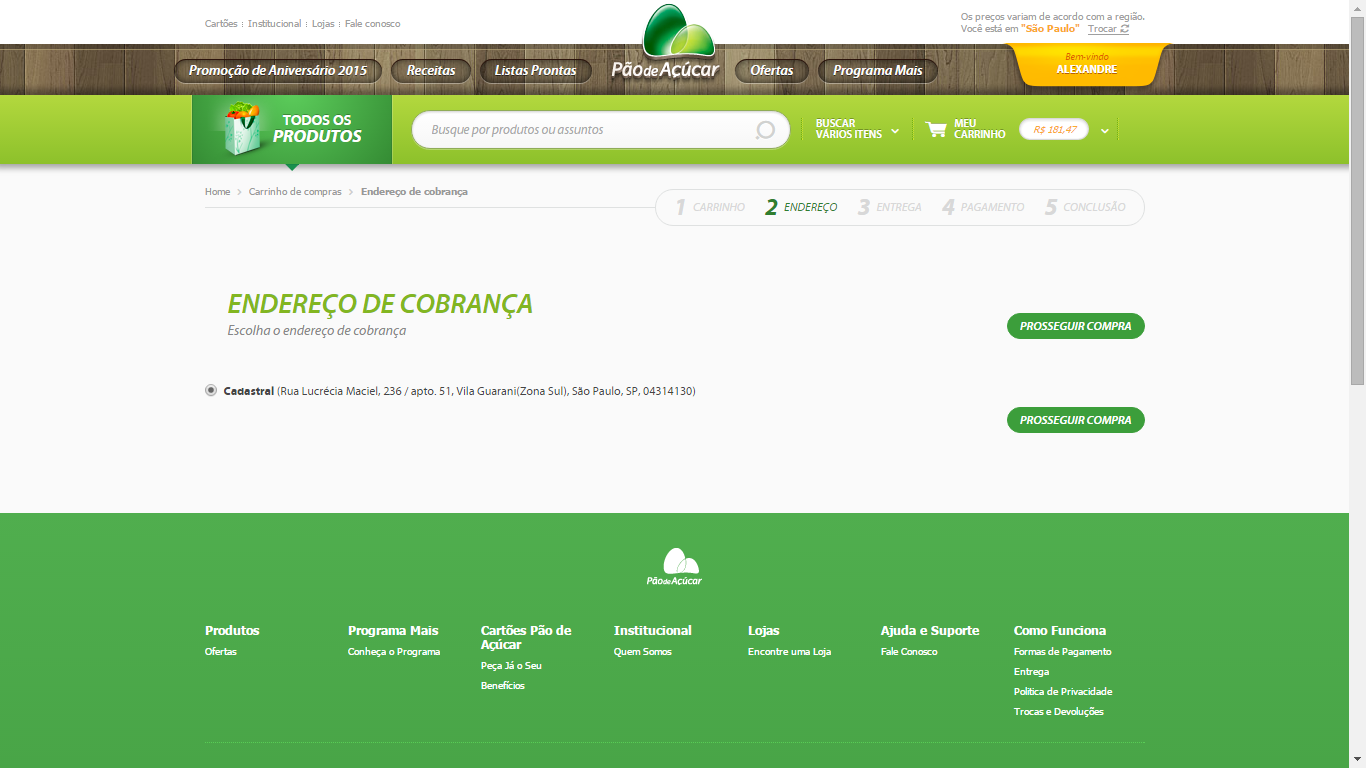 Cartões Institucional Lojas Fale conosco
Os preços variam de acordo com a região.
Você está em "São Paulo" Trocar
Promoção de Aniversário 2015 Receitas Listas Prontas Pão de Açúcar Ofertas Programa Mais
Bem-vindo
ALEXANDRE
TODOS OS
PRODUTOS
Busque por produtos ou assuntos
BUSCAR
VÁRIOS ITENS
MEU
CARRINHO
R$ 181,47
Home > Carrinho de compras > Endereço de cobrança
1 CARRINHO 2 ENDEREÇO 3 ENTREGA 4 PAGAMENTO 5 CONCLUSÃO
ENDEREÇO DE COBRANÇA
Escolha o endereço de cobrança
PROSSEGUIR COMPRA
Cadastral (Rua Lucrécia Maciel, 236 / apto. 51, Vila Guarani(Zona Sul), São Paulo, SP, 04314130)
PROSSEGUIR COMPRA
Pão de Açúcar
Produtos
Ofertas
Programa Mais
Conheça o Programa
Cartões Pão de
Açúcar
Peça Já o Seu
Benefícios
Institucional
Quem Somos
Lojas
Encontre uma Loja
Ajuda e Suporte
Fale Conosco
Como Funciona
Formas de Pagamento
Entrega
Política de Privacidade
Trocas e Devoluções